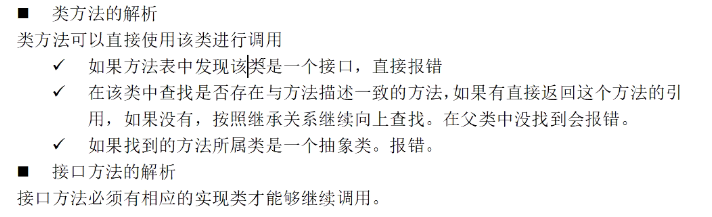 ■ 类方法的解析
类方法可以直接使用该类进行调用
✓ 如果方法表中发现该类是一个接口，直接报错
✓ 在该类中查找是否存在与方法描述一致的方法，如果有直接返回这个方法的引
用，如果没有，按照继承关系继续向上查找。在父类中没找到会报错。
✓ 如果找到的方法所属类是一个抽象类。报错。
■ 接口方法的解析
接口方法必须有相应的实现类才能够继续调用。